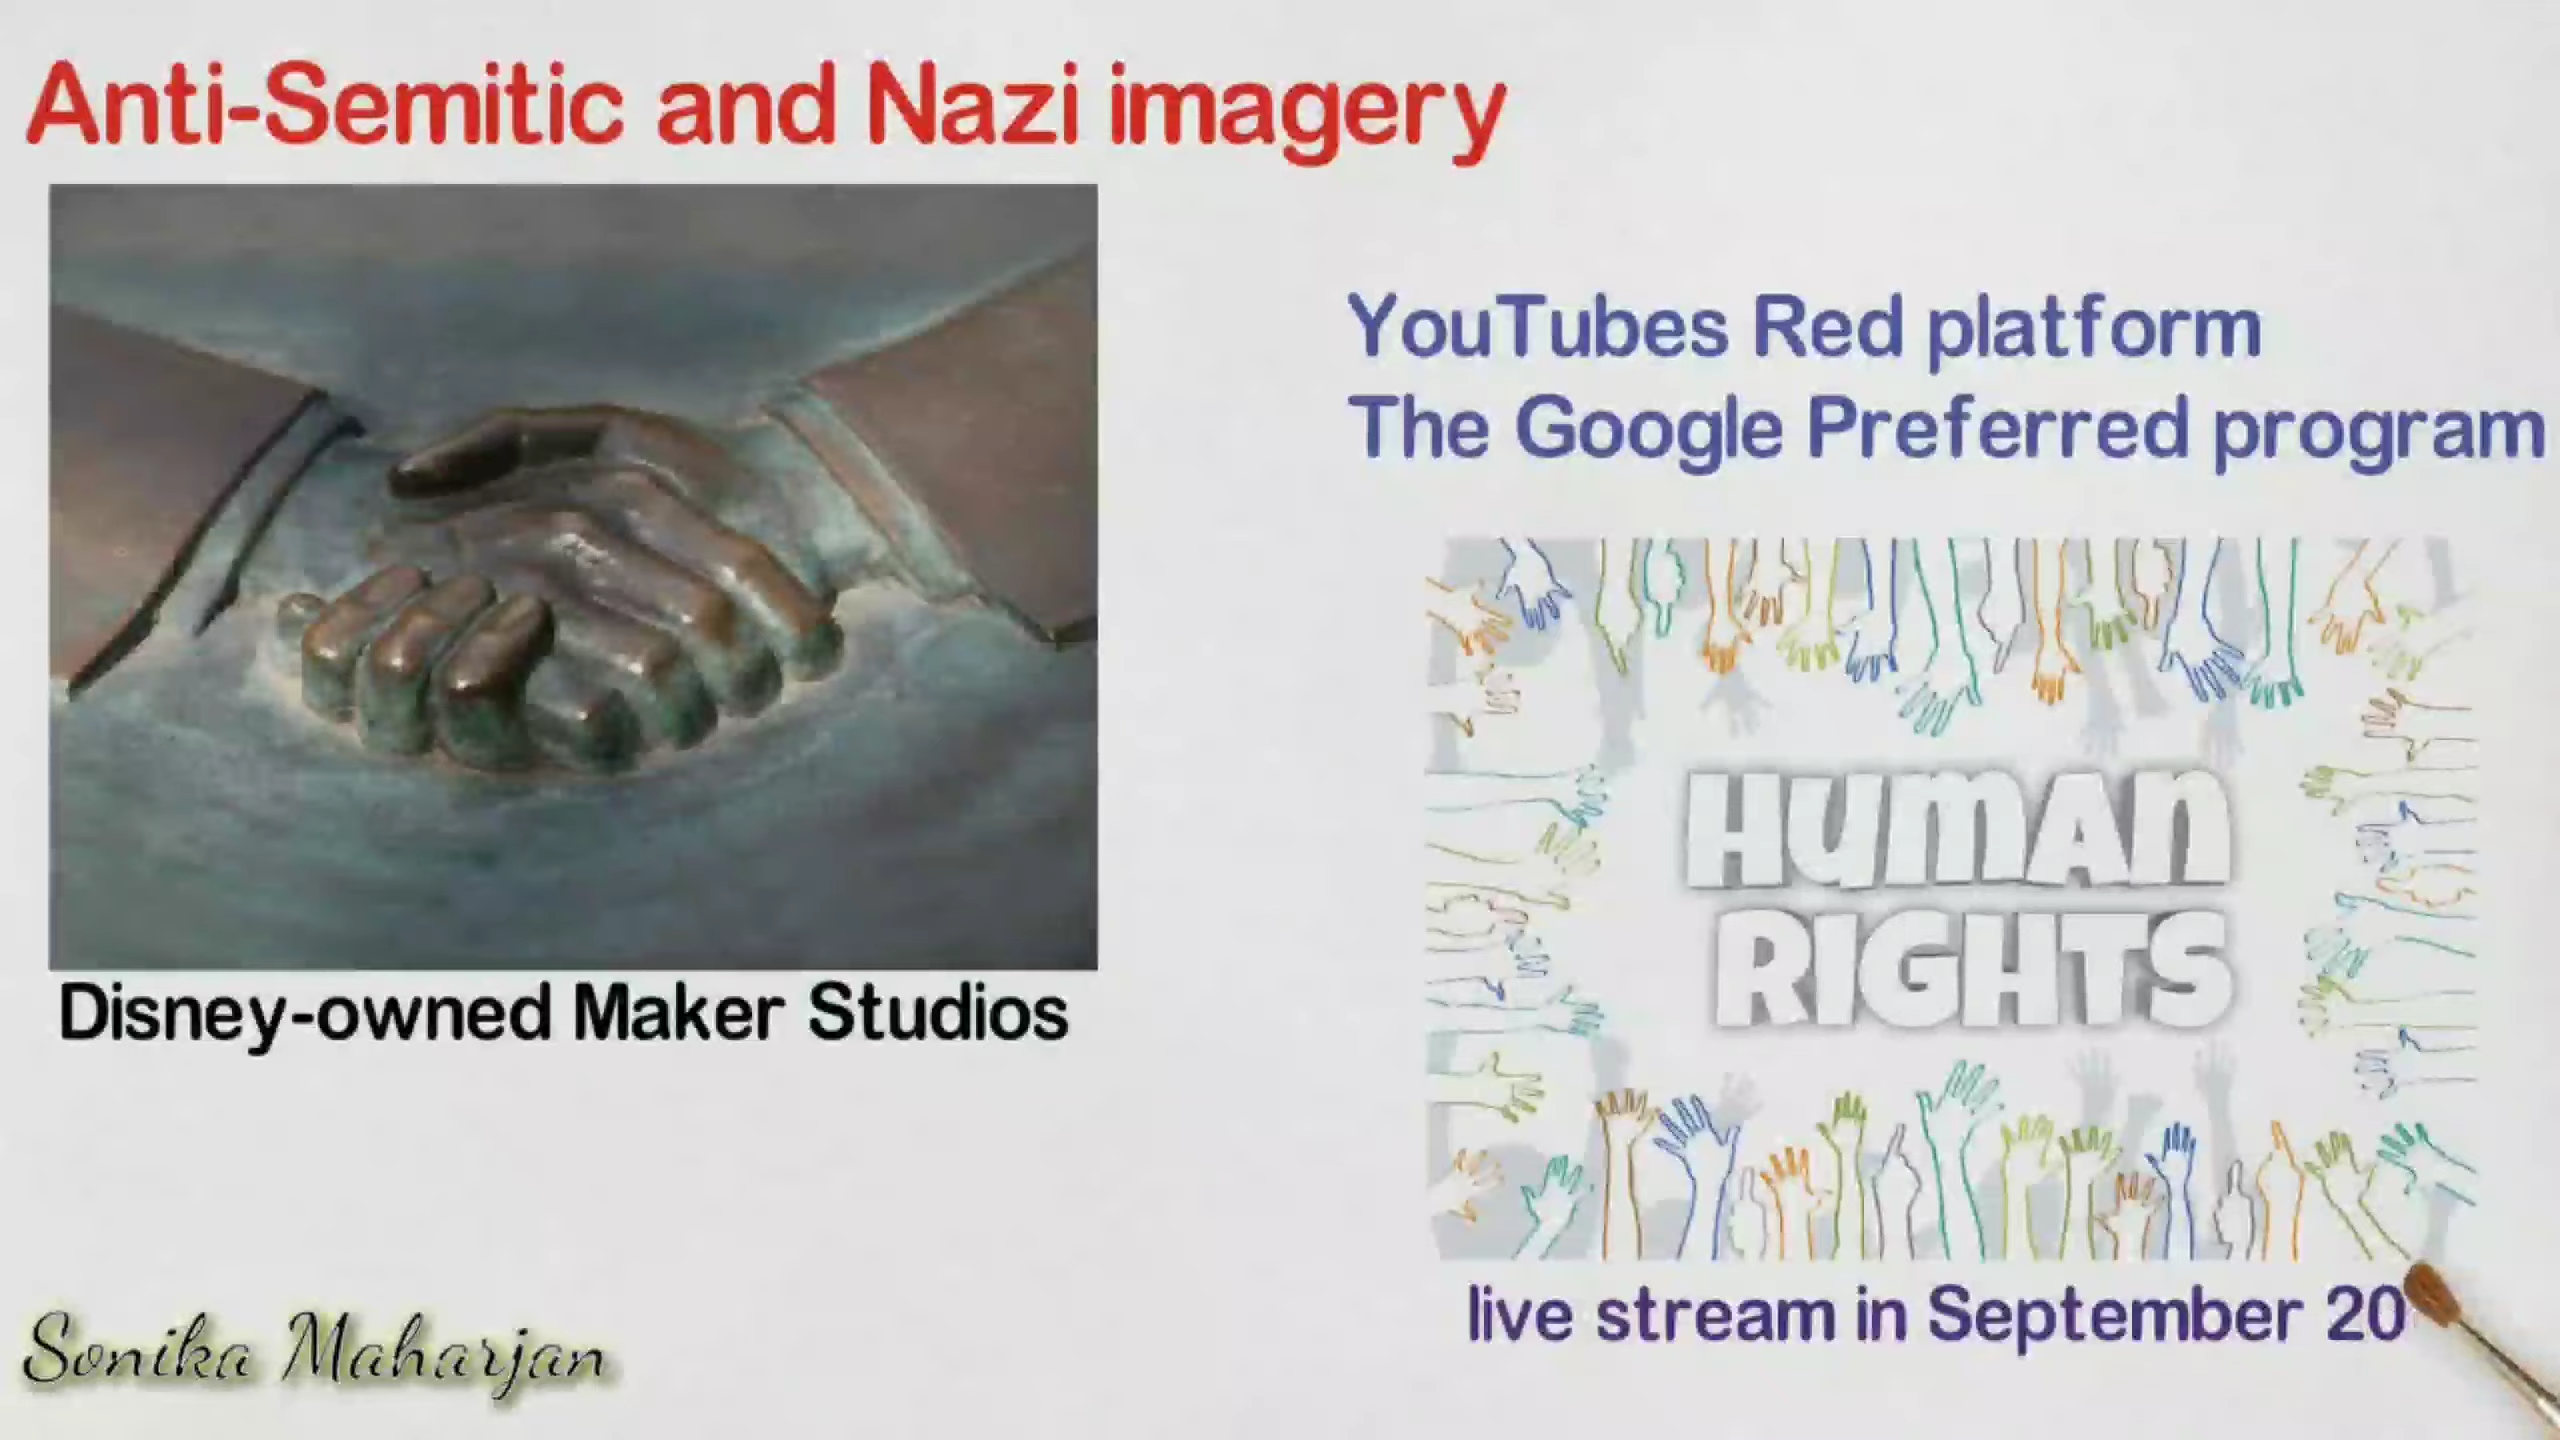 Anti-Semitic and Nazi imagery
YouTubes Red platform
The Google Preferred program
Disney-owned Maker Studios
HUMAN
RIGHTS
live stream in September 20
Sonika Maharjan